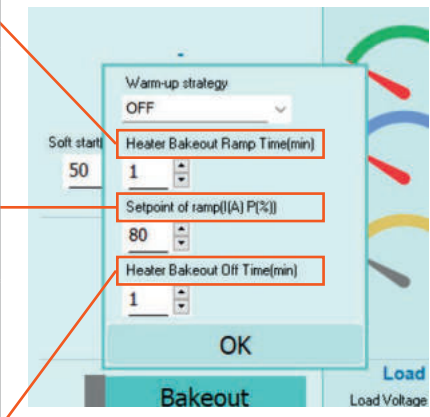 Warm-up strategy
OFF
Soft start
50
Heater Bakeout Ramp Time(min)
1
Setpoint of ramp(I(A) P(%))
80
Heater Bakeout Off Time(min)
1
OK
Bakeout
Load
Load Voltage